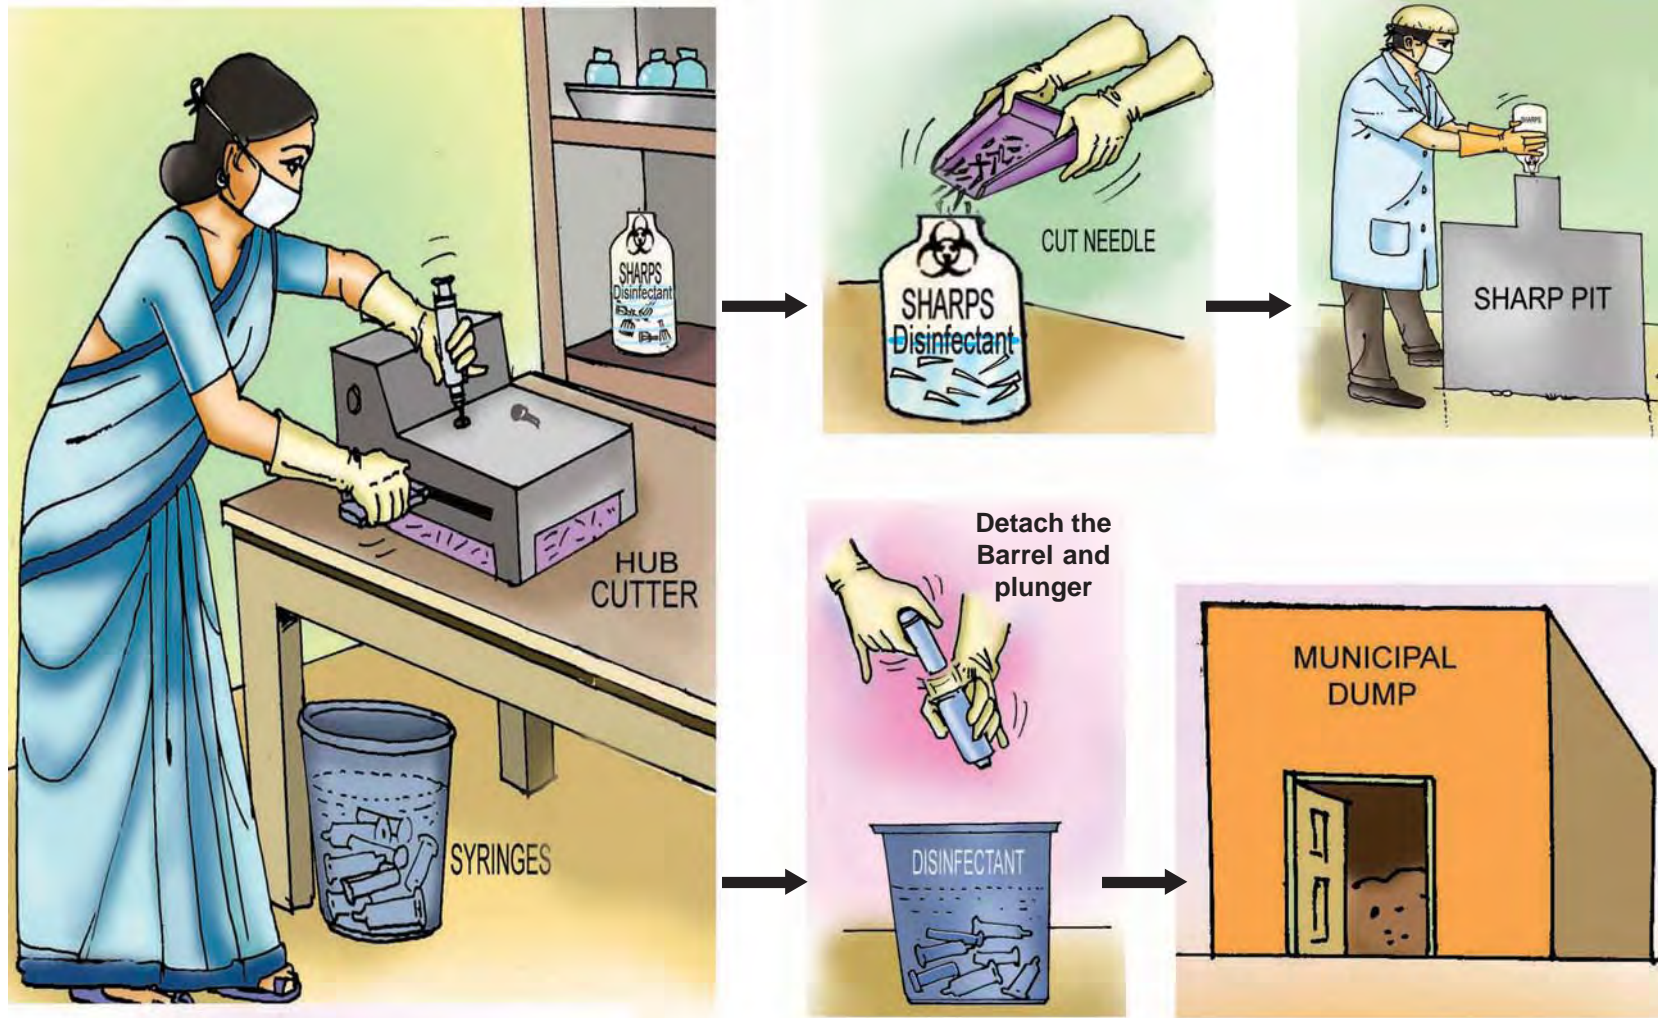 SHARPS
Disinfectant
HUB
CUTTER
SYRINGES
SHARPS
Disinfectant
CUT NEEDLE
SHARPS
SHARP PIT
Detach the
Barrel and
plunger
DISINFECTANT
MUNICIPAL
DUMP